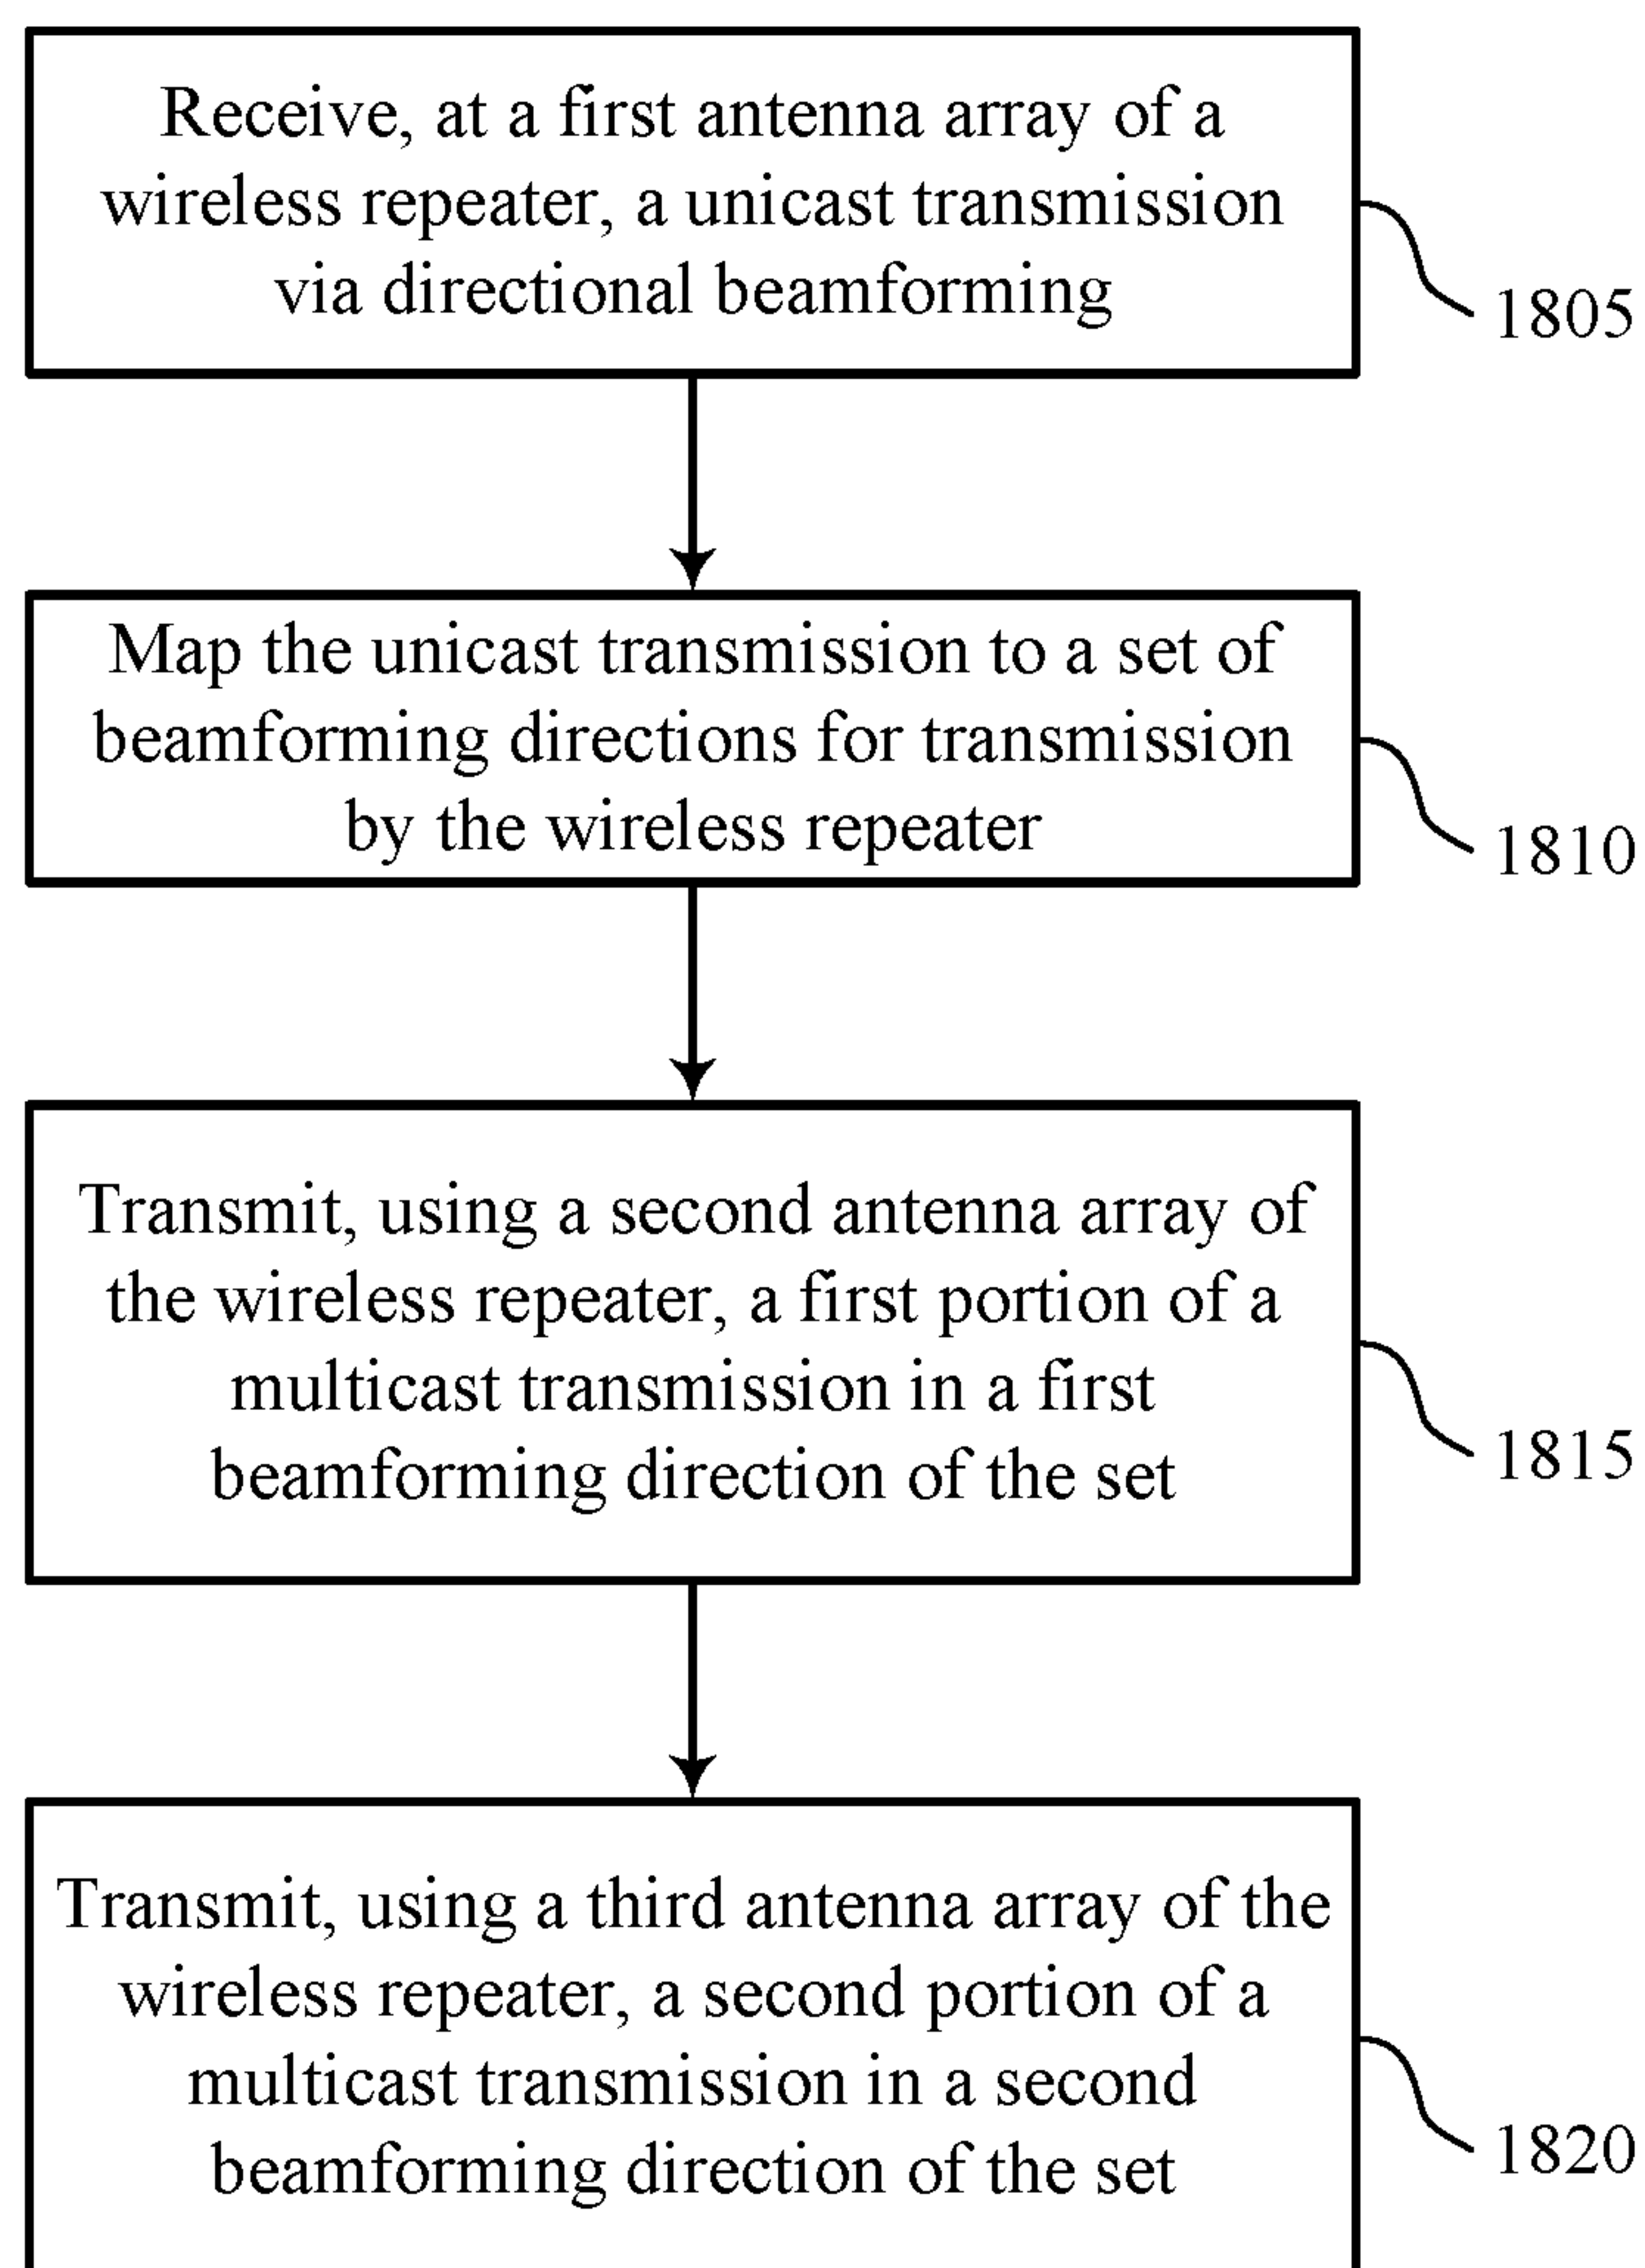 Receive, at a first antenna array of a
wireless repeater, a unicast transmission
via directional beamforming
1805
Map the unicast transmission to a set of
beamforming directions for transmission
by the wireless repeater
1810
Transmit, using a second antenna array of
the wireless repeater, a first portion of a
multicast transmission in a first
beamforming direction of the set
1815
Transmit, using a third antenna array of the
wireless repeater, a second portion of a
multicast transmission in a second
beamforming direction of the set
1820